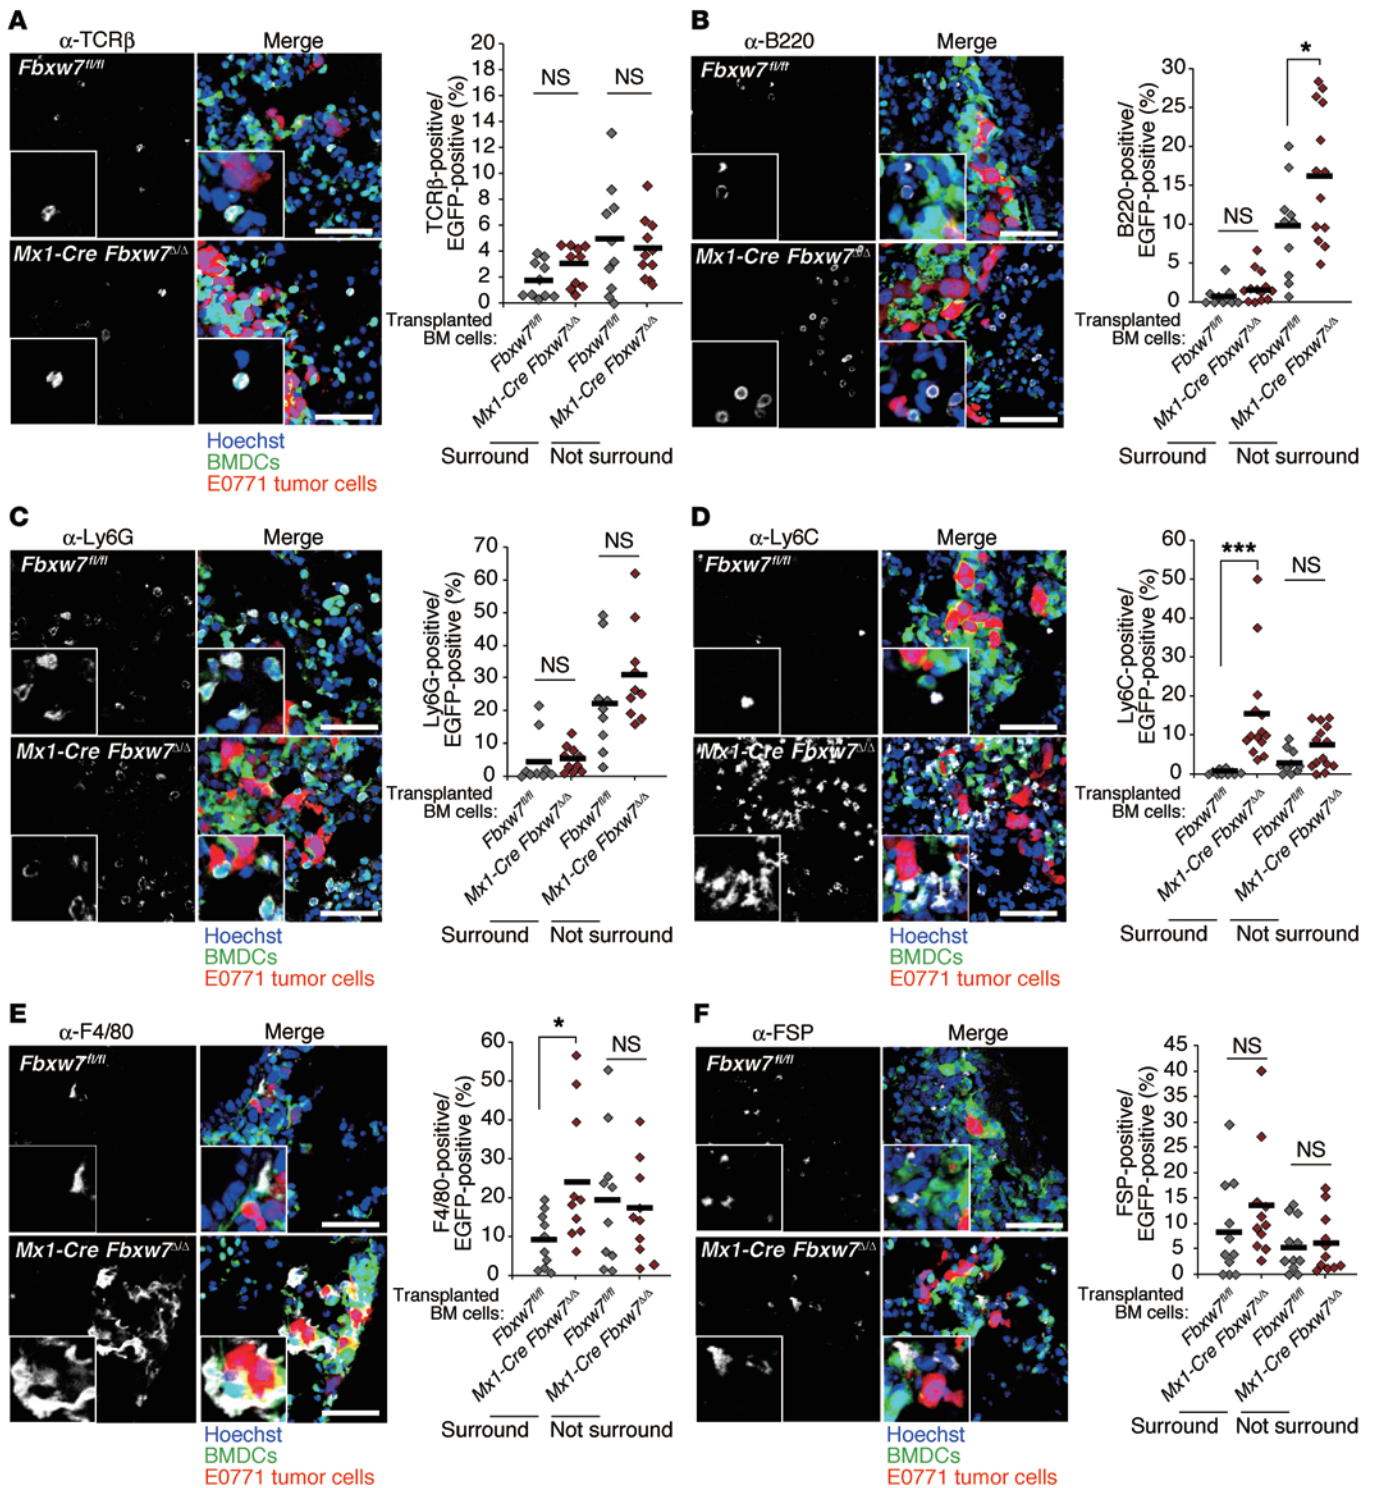 A
α-TCRβ
Merge
Fbxw7fl/fl
Mx1-Cre Fbxw7Δ/Δ
Hoechst
BMDCs
E0771 tumor cells
TCRβ-positive/
EGFP-positive (%)
20
18
16
14
12
10
8
6
4
2
0
NS
NS
Transplanted
BM cells:
Fbxw7fl/fl
Mx1-Cre Fbxw7Δ/Δ
Fbxw7fl/fl
Mx1-Cre Fbxw7Δ/Δ
Surround
Not surround
B
α-B220
Merge
Fbxw7fl/fl
Mx1-Cre Fbxw7Δ/Δ
B220-positive/
EGFP-positive (%)
30
25
20
15
10
5
0
NS
*
Transplanted
BM cells:
Fbxw7fl/fl
Mx1-Cre Fbxw7Δ/Δ
Fbxw7fl/fl
Mx1-Cre Fbxw7Δ/Δ
Surround
Not surround
C
α-Ly6G
Merge
Fbxw7fl/fl
Mx1-Cre Fbxw7Δ/Δ
Hoechst
BMDCs
E0771 tumor cells
Ly6G-positive/
EGFP-positive (%)
70
60
50
40
30
20
10
0
NS
NS
Transplanted
BM cells:
Fbxw7fl/fl
Mx1-Cre Fbxw7Δ/Δ
Fbxw7fl/fl
Mx1-Cre Fbxw7Δ/Δ
Surround
Not surround
D
α-Ly6C
Merge
Fbxw7fl/fl
Mx1-Cre Fbxw7Δ/Δ
Hoechst
BMDCs
E0771 tumor cells
Ly6C-positive/
EGFP-positive (%)
60
50
40
30
20
10
0
***
NS
Transplanted
BM cells:
Fbxw7fl/fl
Mx1-Cre Fbxw7Δ/Δ
Fbxw7fl/fl
Mx1-Cre Fbxw7Δ/Δ
Surround
Not surround
E
α-F4/80
Merge
Fbxw7fl/fl
Mx1-Cre Fbxw7Δ/Δ
Hoechst
BMDCs
E0771 tumor cells
F4/80-positive/
EGFP-positive (%)
60
50
40
30
20
10
0
*
NS
Transplanted
BM cells:
Fbxw7fl/fl
Mx1-Cre Fbxw7Δ/Δ
Fbxw7fl/fl
Mx1-Cre Fbxw7Δ/Δ
Surround
Not surround
F
α-FSP
Merge
Fbxw7fl/fl
Mx1-Cre Fbxw7Δ/Δ
Hoechst
BMDCs
E0771 tumor cells
FSP-positive/
EGFP-positive (%)
45
40
35
30
25
20
15
10
5
0
NS
NS
Transplanted
BM cells:
Fbxw7fl/fl
Mx1-Cre Fbxw7Δ/Δ
Fbxw7fl/fl
Mx1-Cre Fbxw7Δ/Δ
Surround
Not surround